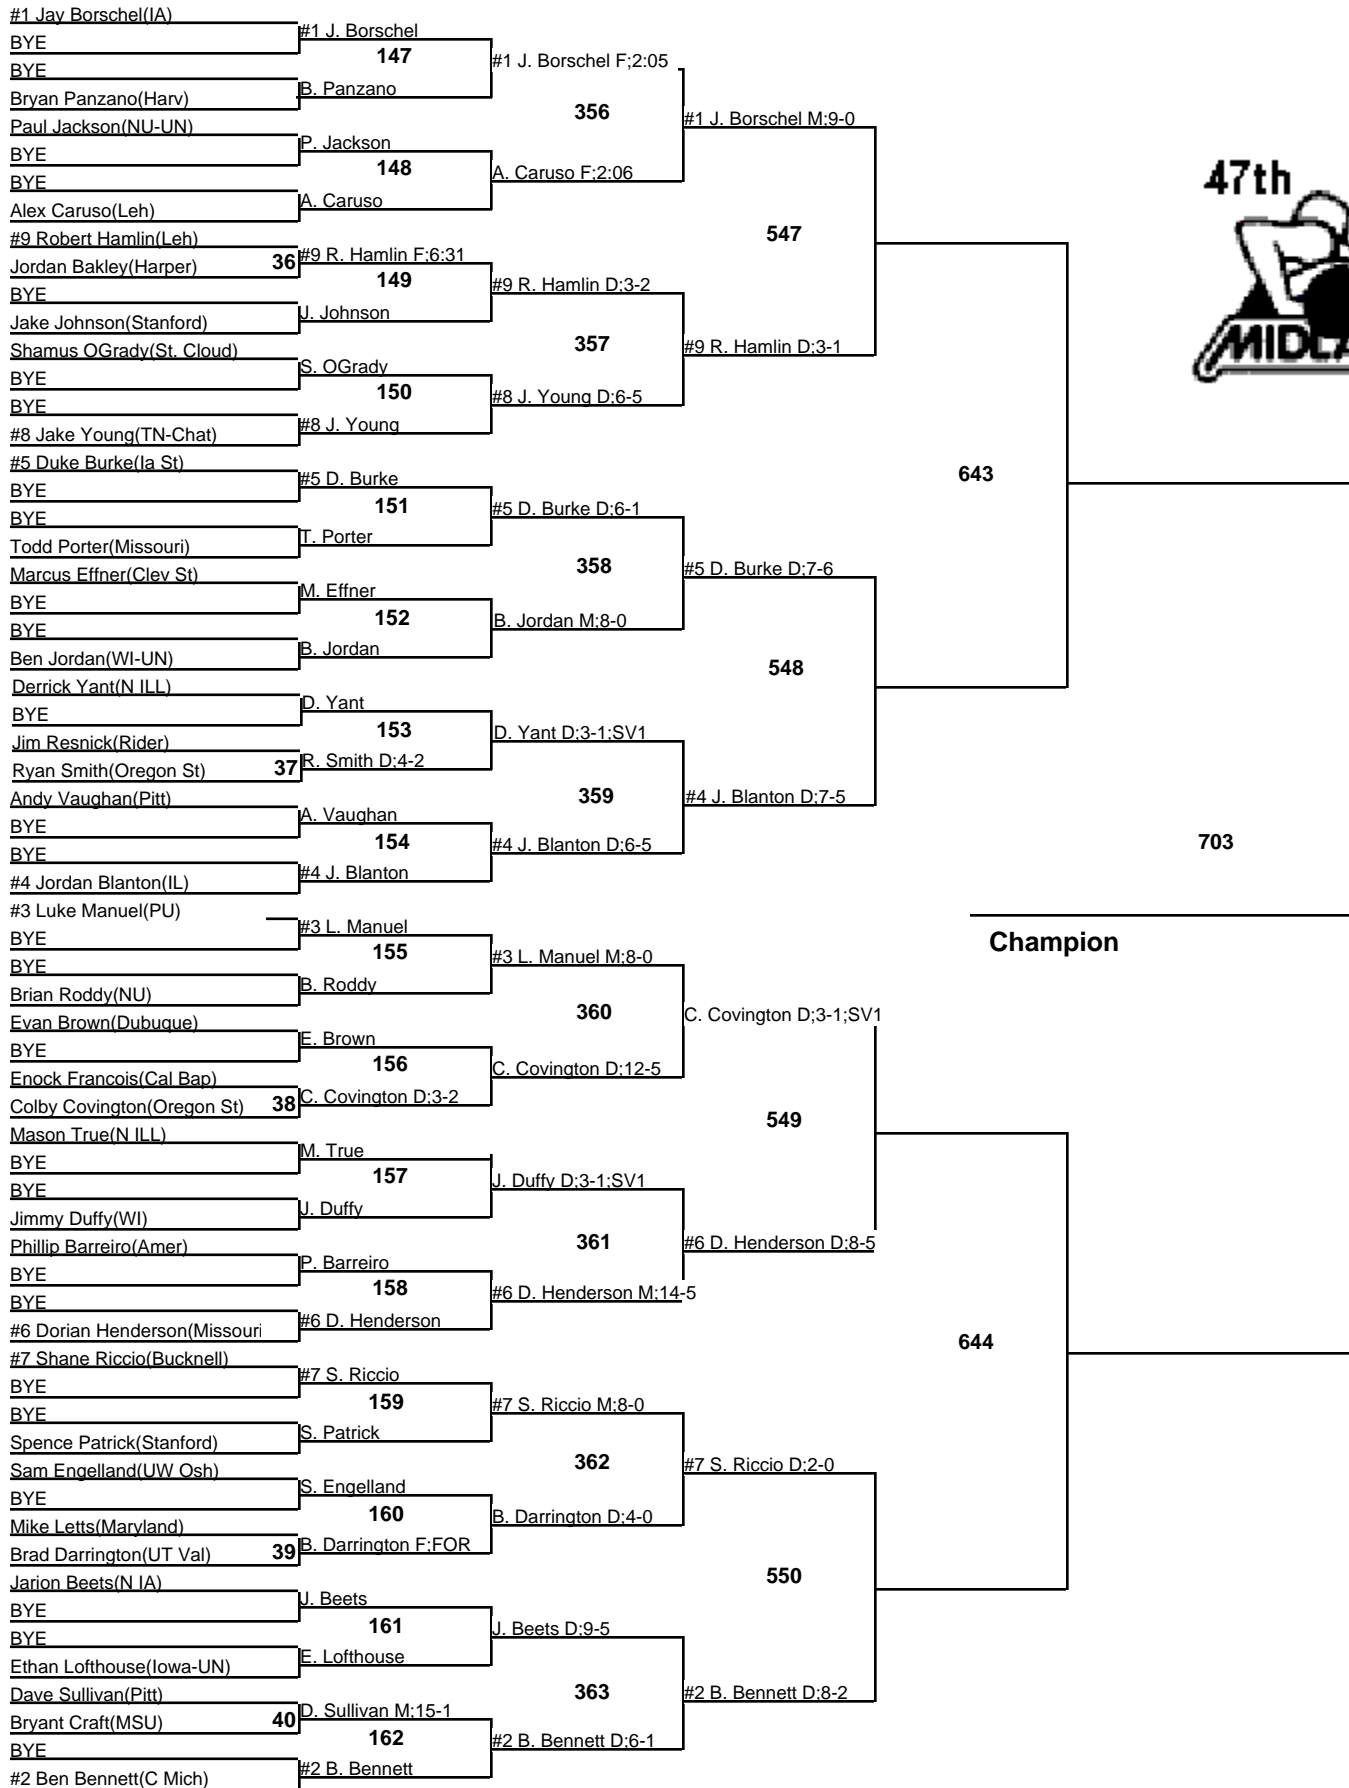 #1 Jay Borschel(IA)
BYE
BYE
Bryan Panzano(Harv)
Paul Jackson(NU-UN)
BYE
BYE
Alex Caruso(Leh)
#9 Robert Hamlin(Leh)
Jordan Bakley(Harper) 36
BYE
Jake Johnson(Stanford)
Shamus OGrady(St. Cloud)
BYE
BYE
#8 Jake Young(TN-Chat)
#5 Duke Burke(Ia St)
BYE
BYE
Todd Porter(Missouri)
Marcus Effner(Clev St)
BYE
BYE
Ben Jordan(WI-UN)
Derrick Yant(N ILL)
BYE
Jim Resnick(Rider)
Ryan Smith(Oregon St) 37
Andy Vaughan(Pitt)
BYE
BYE
#4 Jordan Blanton(IL)
#3 Luke Manuel(PU)
BYE
BYE
Brian Roddy(NU)
Evan Brown(Dubuque)
BYE
Enock Francois(Cal Bap)
Colby Covington(Oregon St) 38
Mason True(N ILL)
BYE
BYE
Jimmy Duffy(WI)
Phillip Barreiro(Amer)
BYE
BYE
#6 Dorian Henderson(Missouri
#7 Shane Riccio(Bucknell)
BYE
BYE
Spence Patrick(Stanford)
Sam Engelland(UW Osh)
BYE
Mike Letts(Maryland)
Brad Darrington(UT Val) 39
Jarion Beets(N IA)
BYE
BYE
Ethan Lofthouse(Iowa-UN)
Dave Sullivan(Pitt)
Bryant Craft(MSU) 40
BYE
#2 Ben Bennett(C Mich)
#1 J. Borschel
147
B. Panzano
P. Jackson
148
A. Caruso
#9 R. Hamlin F;6:31
149
J. Johnson
S. OGrady
150
#8 J. Young
#5 D. Burke
151
T. Porter
M. Effner
152
B. Jordan
D. Yant
153
R. Smith D;4-2
A. Vaughan
154
#4 J. Blanton
#3 L. Manuel
155
B. Roddy
E. Brown
156
C. Covington D;3-2
M. True
157
J. Duffy
P. Barreiro
158
#6 D. Henderson
#7 S. Riccio
159
S. Patrick
S. Engelland
160
B. Darrington F;FOR
J. Beets
161
E. Lofthouse
D. Sullivan M;15-1
162
#2 B. Bennett
#1 J. Borschel F;2:05
356
A. Caruso F;2:06
#9 R. Hamlin D;3-2
357
#8 J. Young D;6-5
#5 D. Burke D;6-1
358
B. Jordan M;8-0
D. Yant D;3-1;SV1
359
#4 J. Blanton D;6-5
#3 L. Manuel M;8-0
360
C. Covington D;12-5
J. Duffy D;3-1;SV1
361
#6 D. Henderson M;14-5
#7 S. Riccio M;8-0
362
B. Darrington D;4-0
J. Beets D;9-5
363
#2 B. Bennett D;6-1
#1 J. Borschel M;9-0
547
#9 R. Hamlin D;3-1
#5 D. Burke D;7-6
548
#4 J. Blanton D;7-5
C. Covington D;3-1;SV1
549
#6 D. Henderson D;8-5
#7 S. Riccio D;2-0
550
#2 B. Bennett D;8-2
643
644
47th
MIDLA
703
Champion